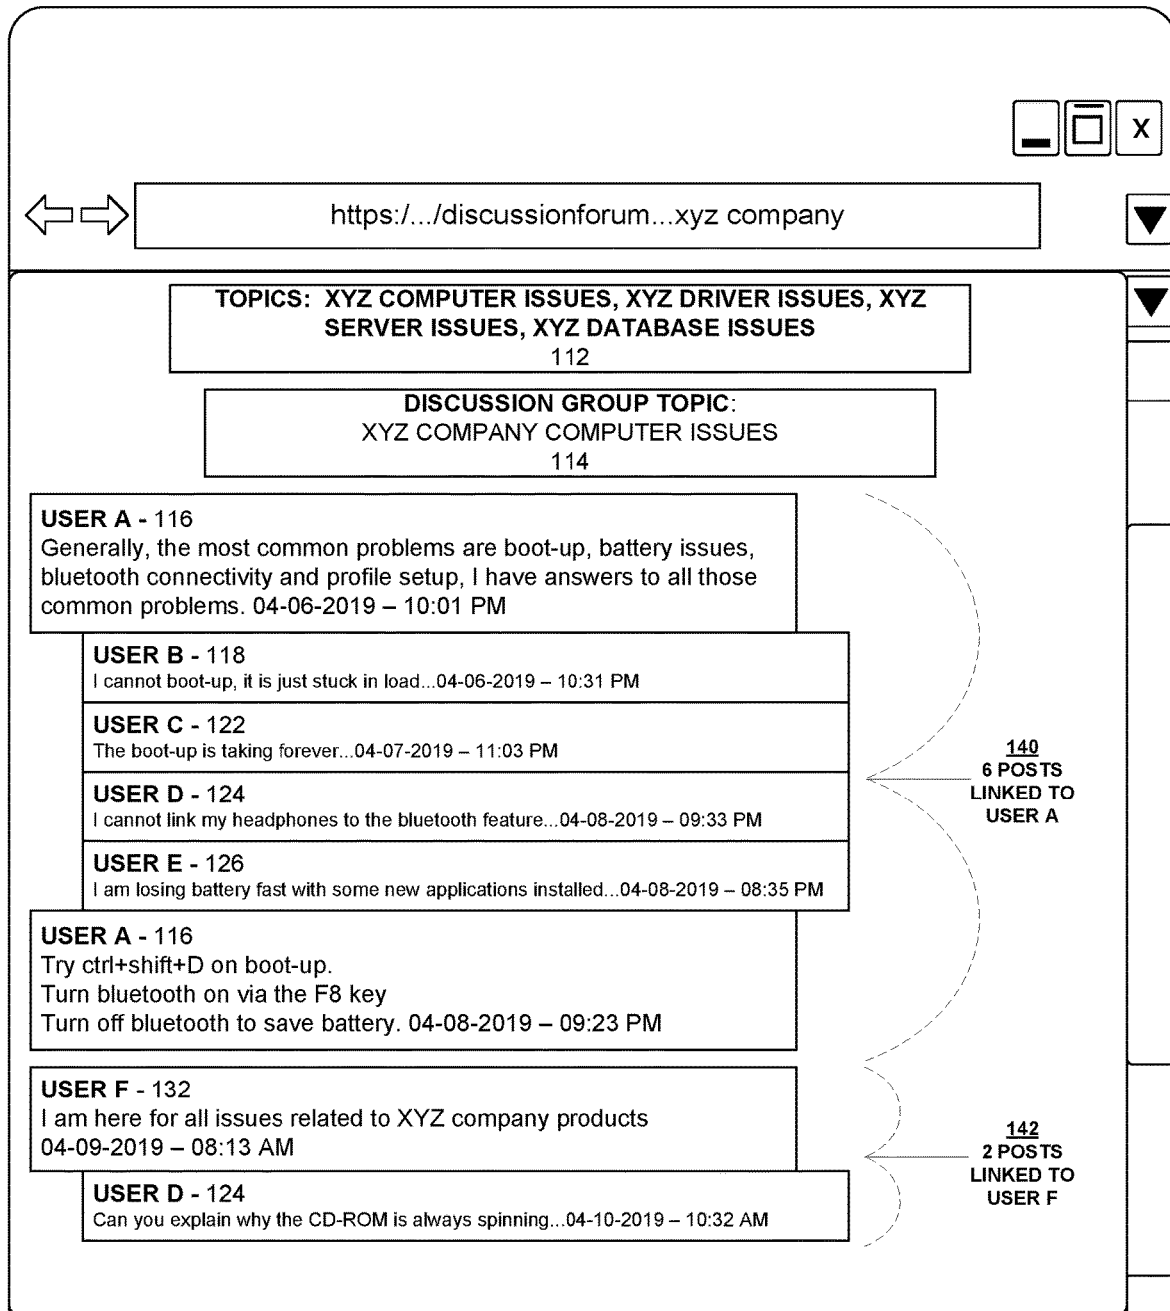 X
https:/.../discussionforum...xyz company
TOPICS: XYZ COMPUTER ISSUES, XYZ DRIVER ISSUES, XYZ
SERVER ISSUES, XYZ DATABASE ISSUES
112
DISCUSSION GROUP TOPIC:
XYZ COMPANY COMPUTER ISSUES
114
USER A - 116
Generally, the most common problems are boot-up, battery issues,
bluetooth connectivity and profile setup, I have answers to all those
common problems. 04-06-2019 – 10:01 PM
USER B - 118
I cannot boot-up, it is just stuck in load...04-06-2019 – 10:31 PM
USER C - 122
The boot-up is taking forever...04-07-2019 – 11:03 PM
USER D - 124
I cannot link my headphones to the bluetooth feature...04-08-2019 – 09:33 PM
USER E - 126
I am losing battery fast with some new applications installed...04-08-2019 – 08:35 PM
USER A - 116
Try ctrl+shift+D on boot-up.
Turn bluetooth on via the F8 key
Turn off bluetooth to save battery. 04-08-2019 – 09:23 PM
140
6 POSTS
LINKED TO
USER A
USER F - 132
I am here for all issues related to XYZ company products
04-09-2019 – 08:13 AM
USER D - 124
Can you explain why the CD-ROM is always spinning...04-10-2019 – 10:32 AM
142
2 POSTS
LINKED TO
USER F